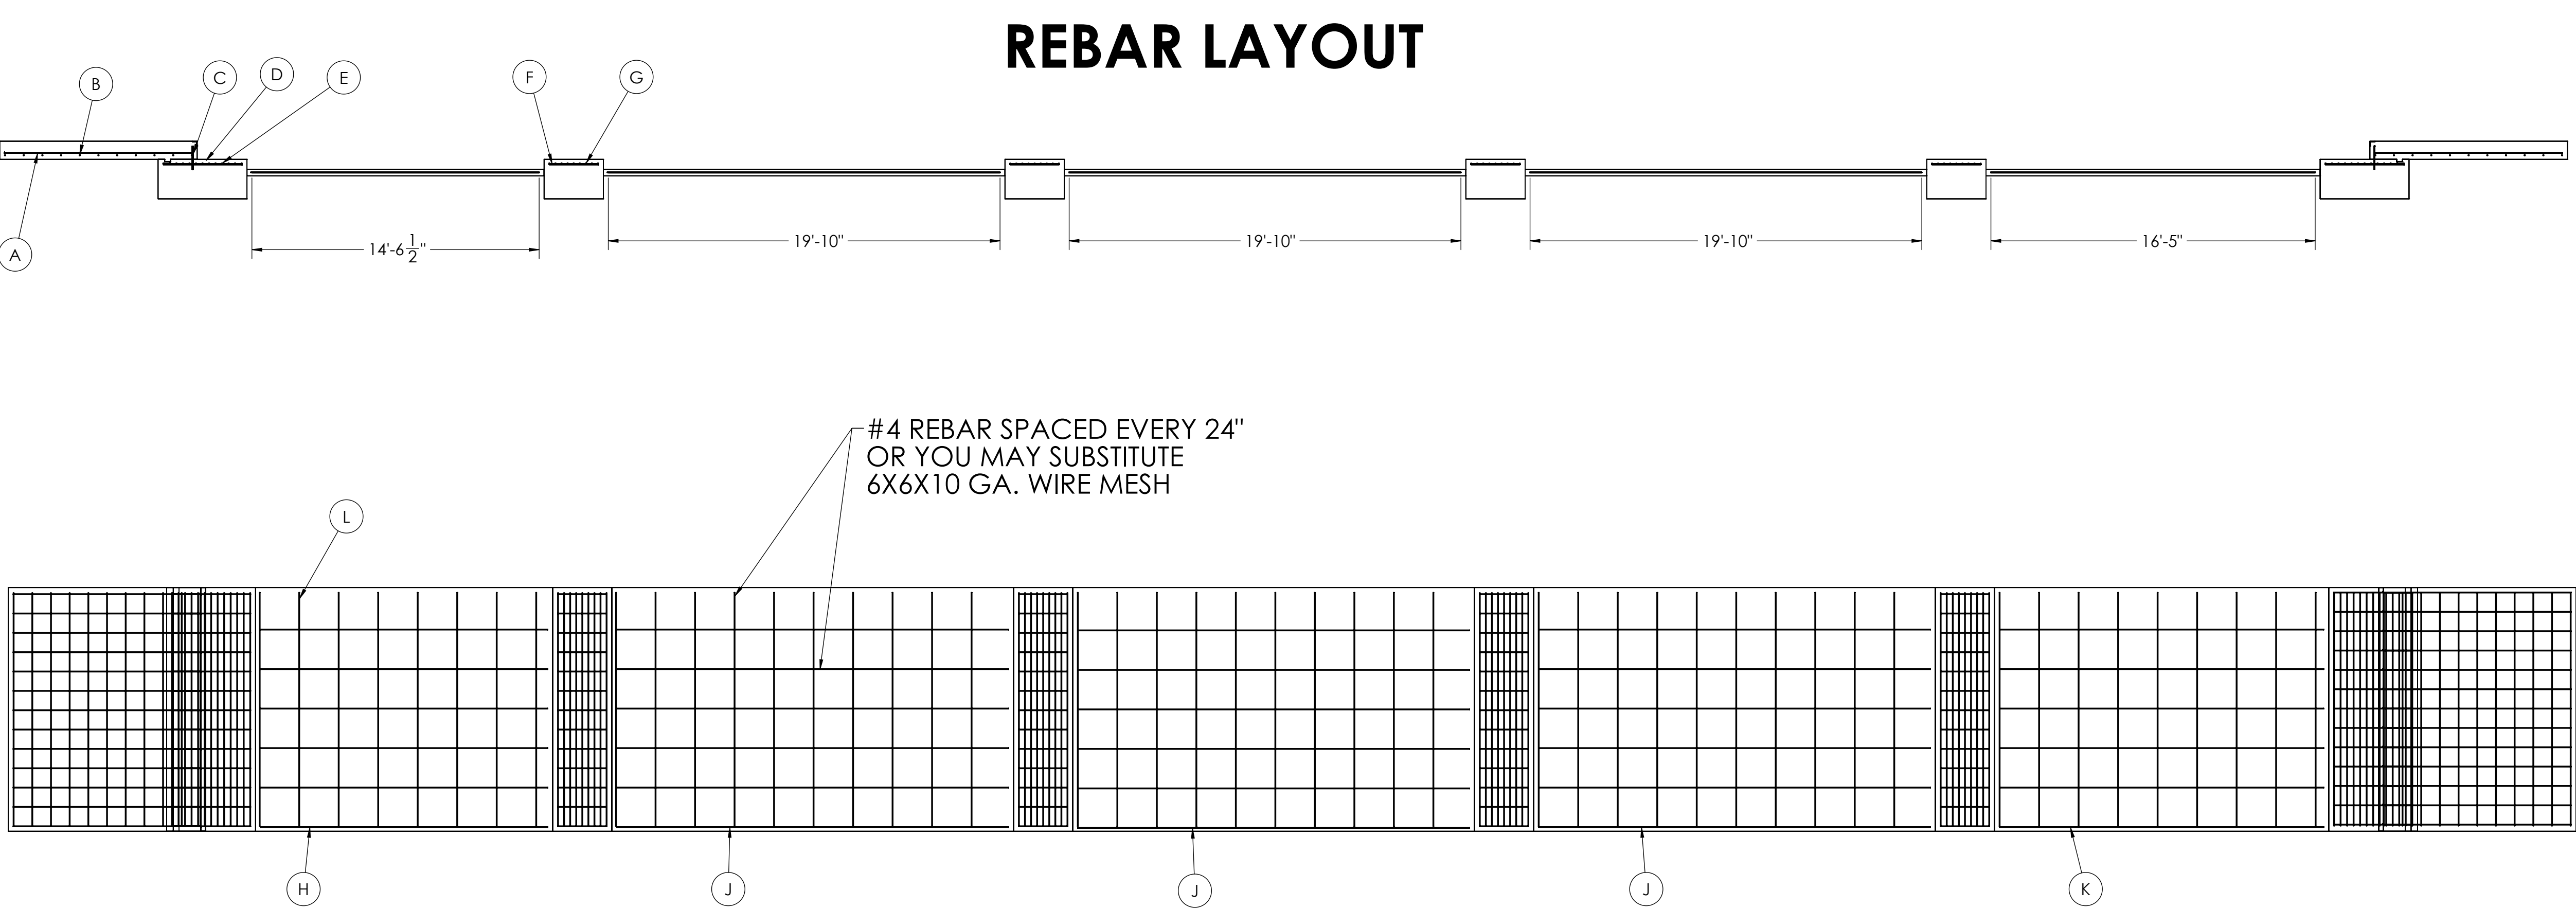 REBAR LAYOUT
B
C
D
E
F
G
A
14'-6 1/2"
19'-10"
19'-10"
19'-10"
16'-5"
#4 REBAR SPACED EVERY 24"
OR YOU MAY SUBSTITUTE
6X6X10 GA. WIRE MESH
L
H
J
J
J
K